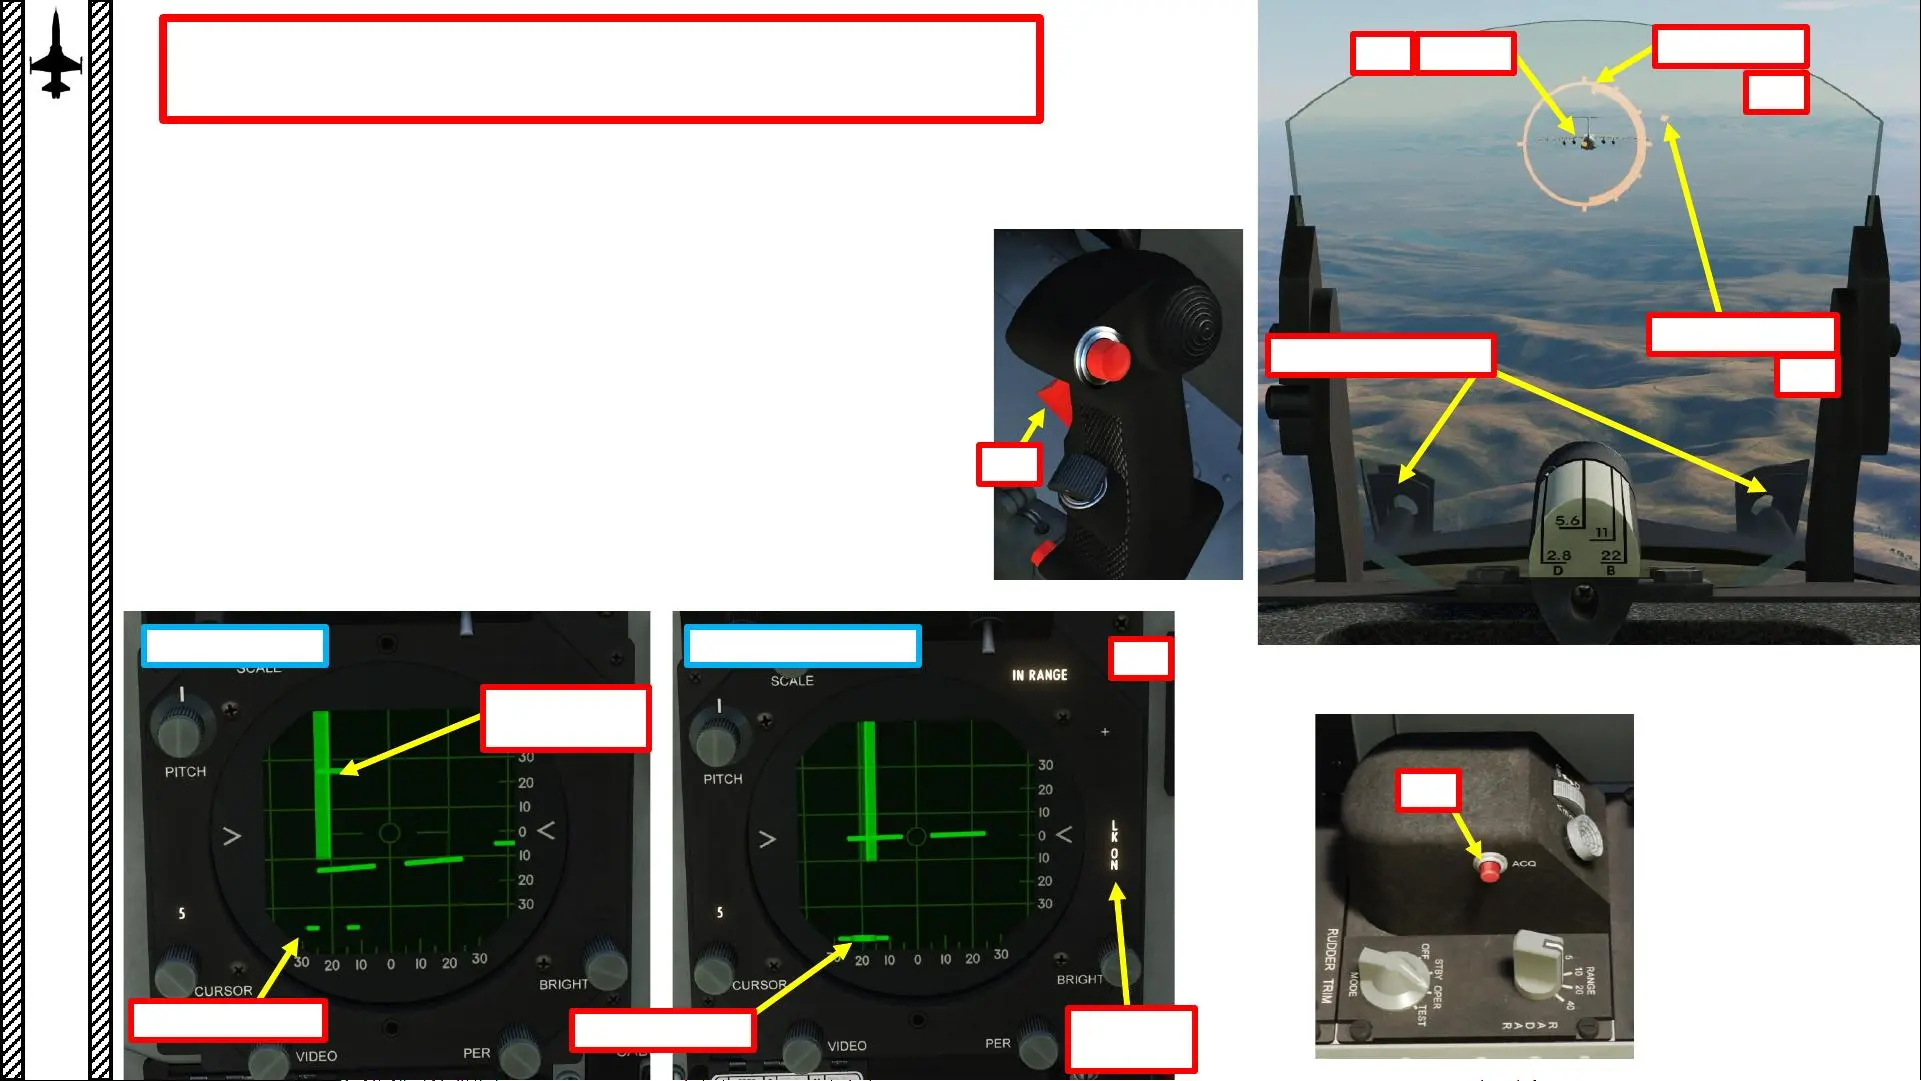 5.6
11
2.8
22
D
B
SCALE
PITCH
30
20
10
0
10
20
30
5
30
20
10
0
10
20
30
CURSOR
BRIGHT
VIDEO
PER
SCALE
IN RANGE
PITCH
30
20
10
0
10
20
30
LK ON
5
20
10
0
10
20
30
CURSOR
BRIGHT
VIDEO
PER
ACQ
RUDDER TRIM
MODE
OFF
STBY
OPER
TEST
5
10
20
40
RANGE
RADAR